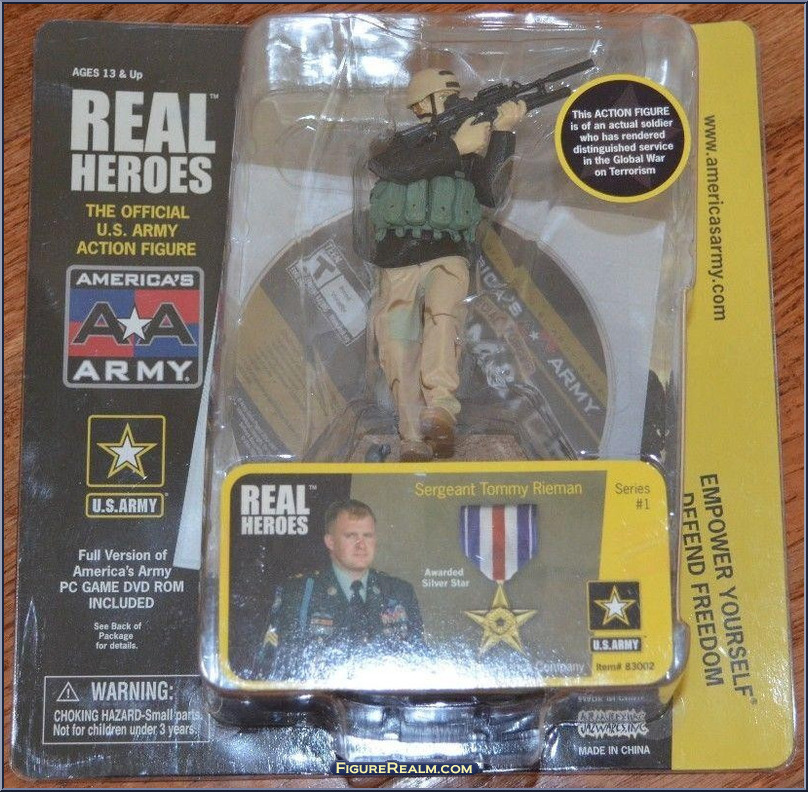 AGES 13 & Up
REAL™
HEROES
THE OFFICIAL
U.S. ARMY
ACTION FIGURE
AMERICA'S
AA
ARMY.
U.S.ARMY
Full Version of
America's Army
PC GAME DVD ROM
INCLUDED
See Back of
Package
for details.
WARNING:
CHOKING HAZARD-Small parts.
Not for children under 3 years.
This ACTION FIGURE
is of an actual soldier
who has rendered
distinguished service
in the Global War
on Terrorism
www.americasarmy.com
T
ARMY
REAL™
HEROES
Sergeant Tommy Rieman
Series
#1
Awarded
Silver Star
U.S.ARMY
Company
Item# 83002
EMPOWER YOURSELF®
DEFEND FREEDOM
MADE IN CHINA
FIGUREREALM.COM